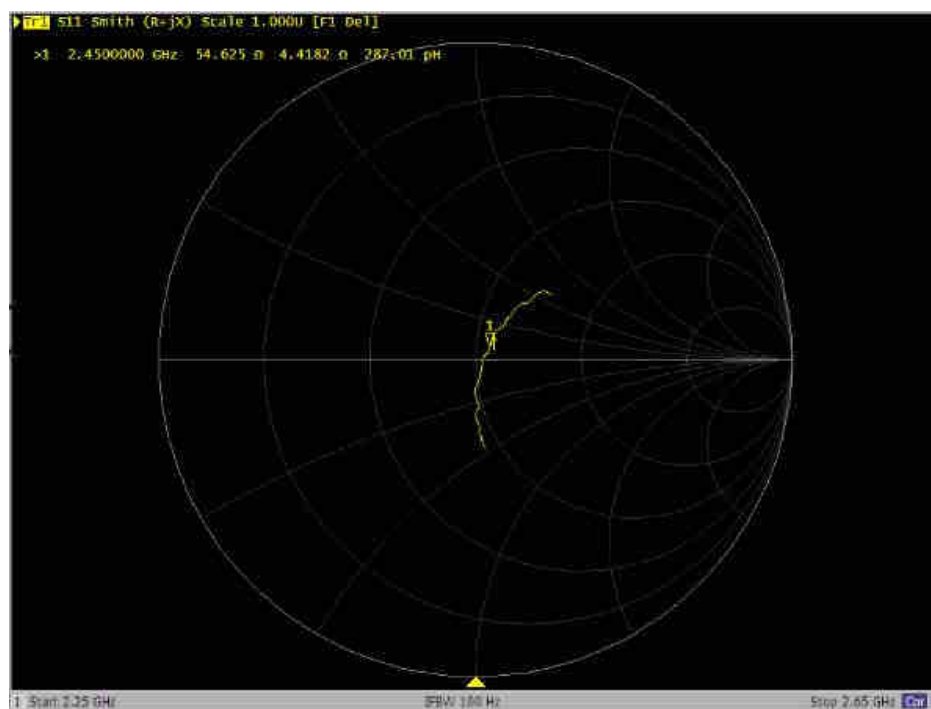 Tr1 S11 Smith (R+jX) Scale 1.000U [F1 Del]
>1 2.4500000 GHz 54.625 Ω 4.4182 Ω 287.01 pH
1
1 Start 2.25 GHz IFBW 100 Hz Stop 2.65 GHz Cor